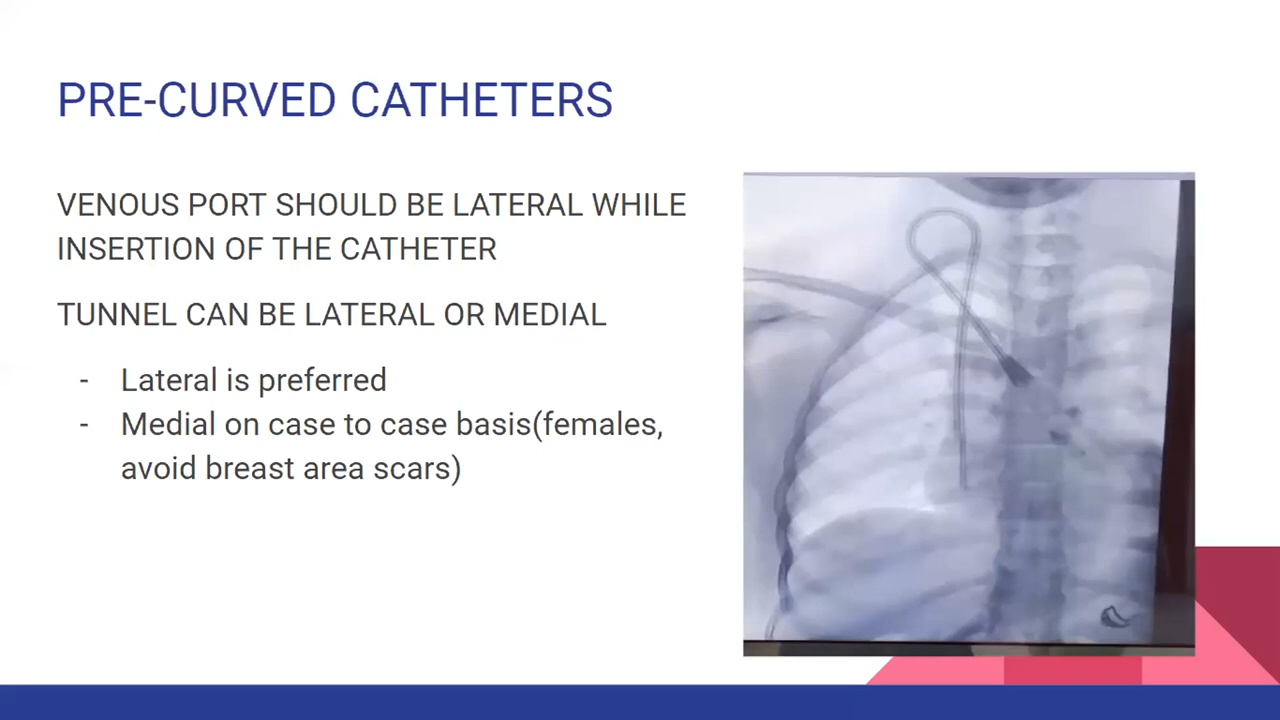 PRE-CURVED CATHETERS
VENOUS PORT SHOULD BE LATERAL WHILE
INSERTION OF THE CATHETER
TUNNEL CAN BE LATERAL OR MEDIAL
- Lateral is preferred
- Medial on case to case basis(females,
avoid breast area scars)